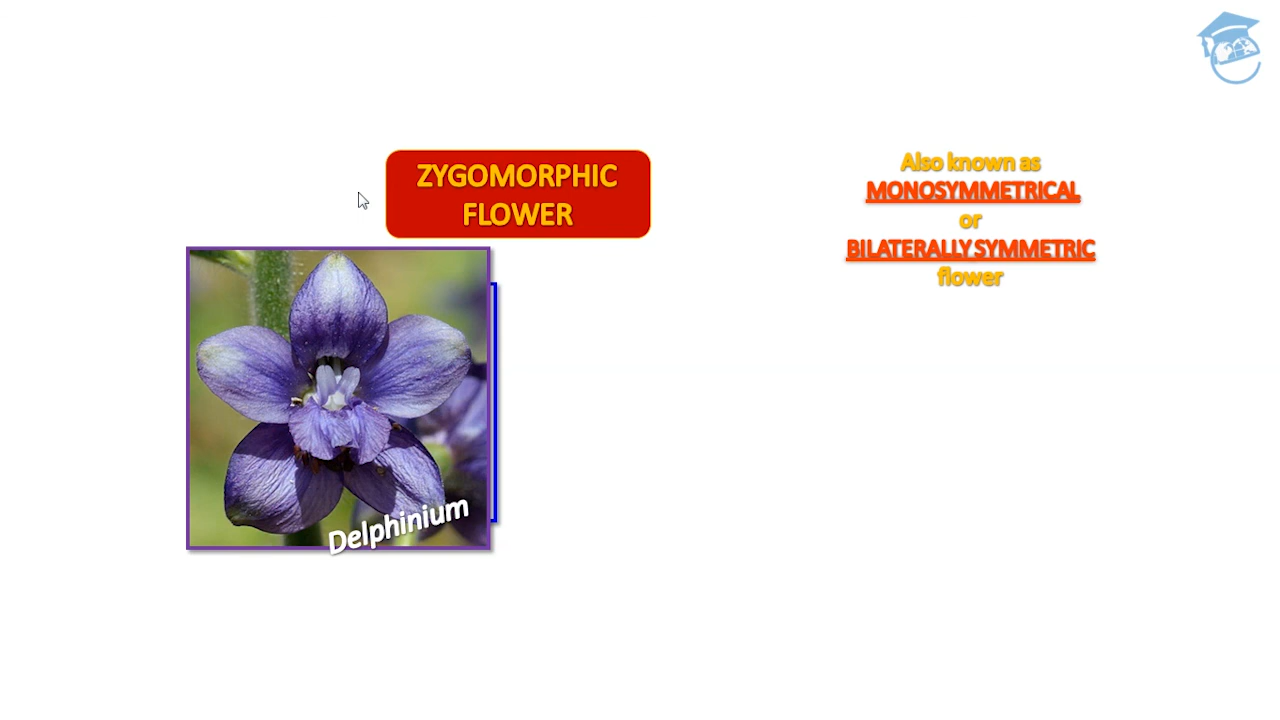 ZYGOMORPHIC
FLOWER
Also known as
MONOSYMMETRICAL
or
BILATERALLY SYMMETRIC
flower
Delphinium